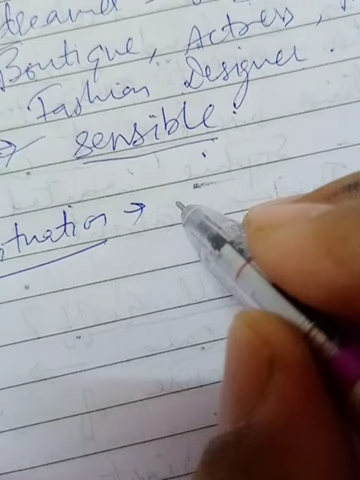 Boutique, Actress,
Fashion Designer.
→ sensible.
tuation →